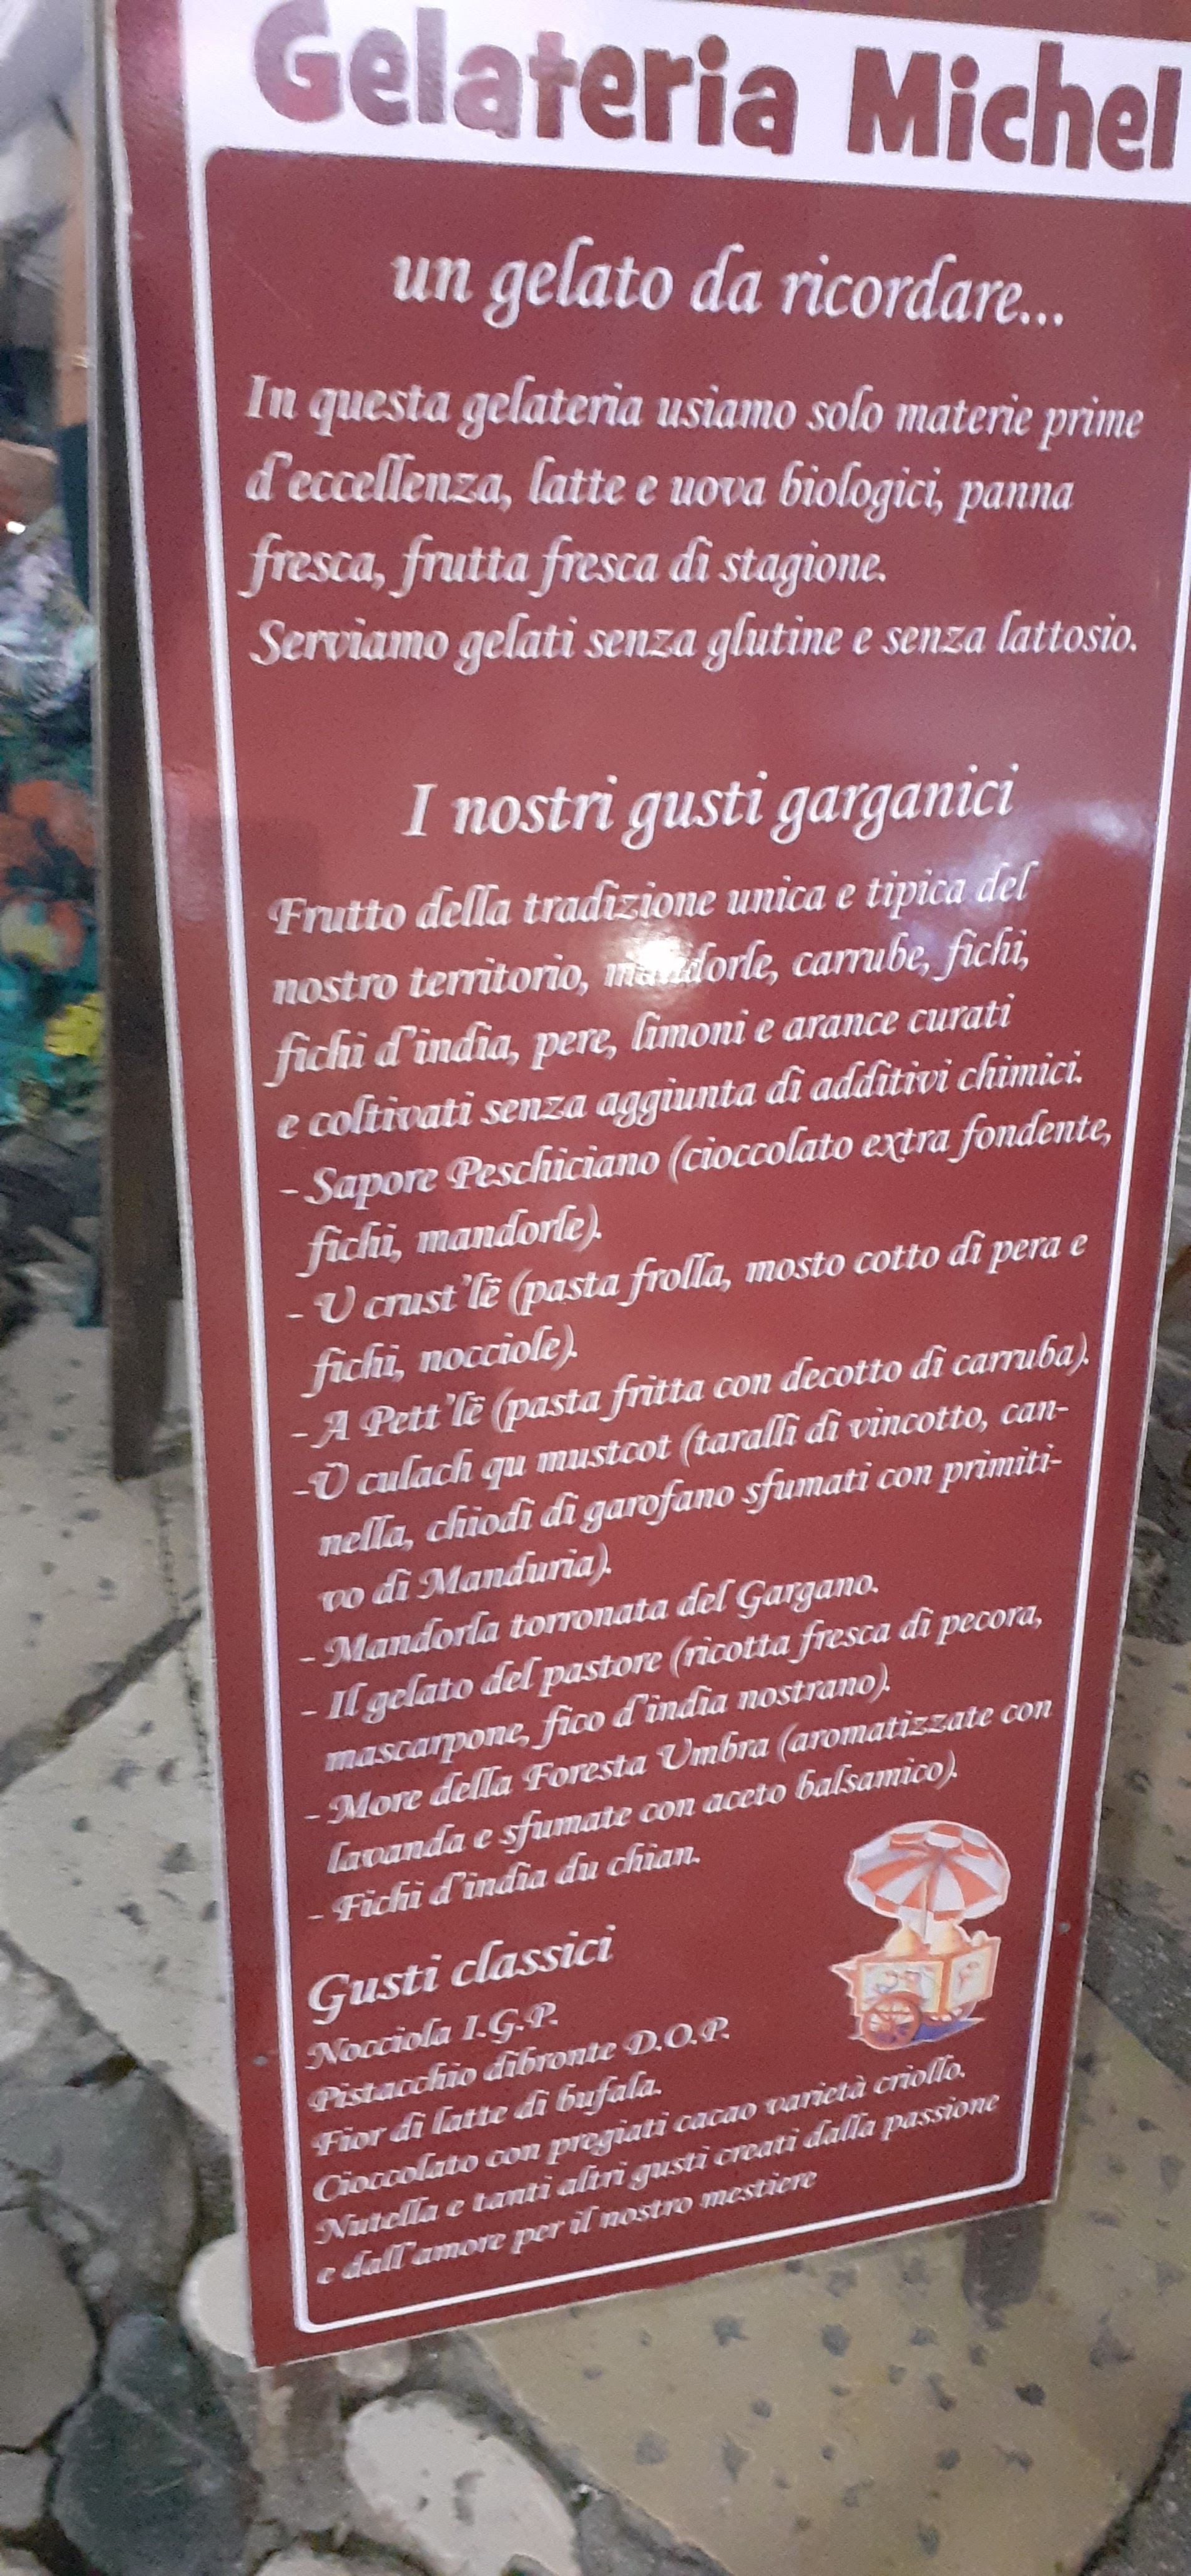 Gelateria Michel
un gelato da ricordare...
In questa gelateria usiamo solo materie prime
d'eccellenza, latte e uova biologici, panna
fresca, frutta fresca di stagione.
Serviamo gelati senza glutine e senza lattosio.
I nostri gusti garganici
Frutto della tradizione unica e tipica del
nostro territorio, mandorle, carrube, fichi,
fichi d'india, pere, limoni e arance curati
e coltivati senza aggiunta di additivi chimici.
- Sapore Peschiciano (cioccolato extra fondente,
fichi, mandorle).
- U crust'lë (pasta frolla, mosto cotto di pera e
fichi, nocciole).
- A Pett'lë (pasta fritta con decotto di carruba).
-U culach qu mustcot (taralli di vincotto, can-
nella, chiodi di garofano sfumati con primiti-
vo di Manduria).
- Mandorla torronata del Gargano.
- Il gelato del pastore (ricotta fresca di pecora,
mascarpone, fico d'india nostrano).
- More della Foresta Umbra (aromatizzate con
lavanda e sfumate con aceto balsamico).
- Fichi d'india du chian.
Gusti classici
Nocciola I.G.P.
Pistacchio dibronte D.O.P.
Fior di latte di bufala.
Cioccolato con pregiati cacao varietà criollo.
Nutella e tanti altri gusti creati dalla passione
e dall'amore per il nostro mestiere